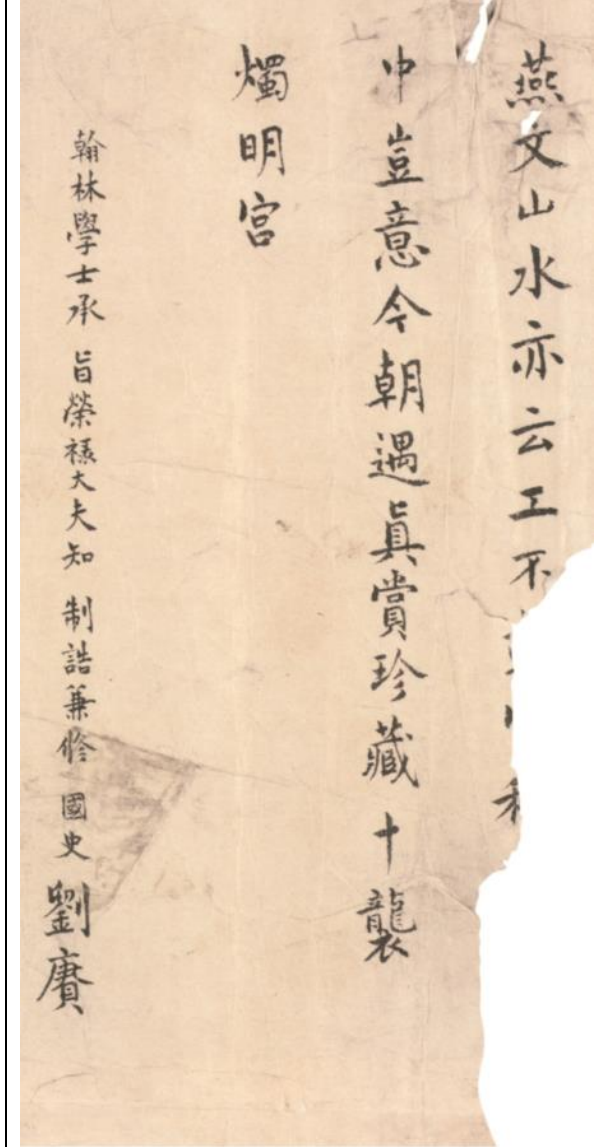 燕文山水亦云工不
中豈意今朝遇真賞珍藏十襲
燭明宮
翰林學士承 旨榮祿大夫知 制誥兼修 國史劉賡